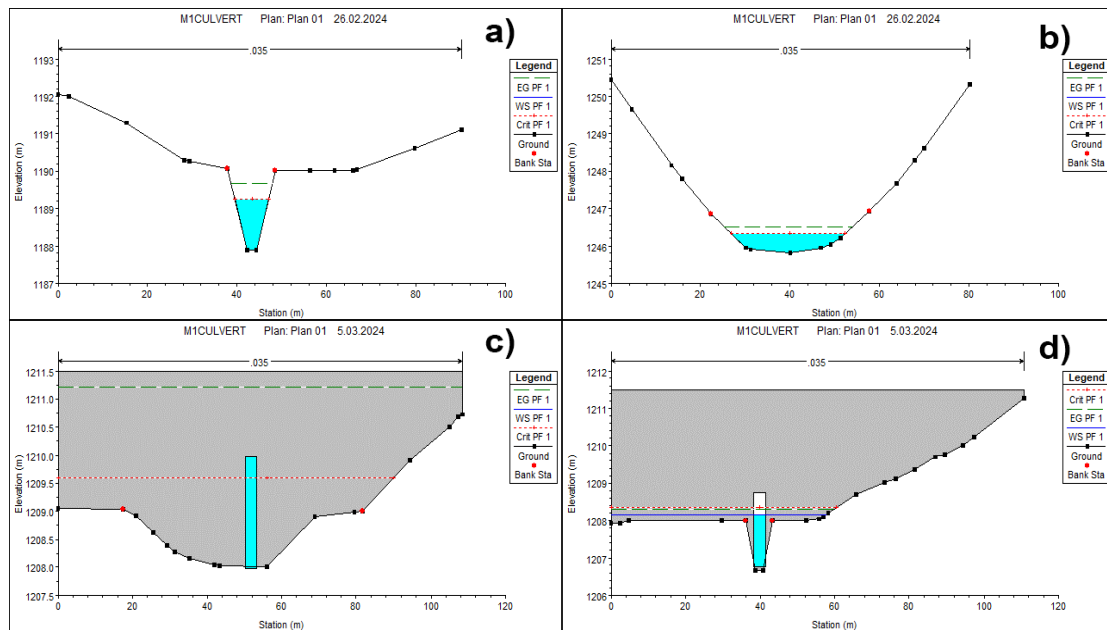 M1CULVERT Plan: Plan 01 26.02.2024
a)
.035
1193
1192
1191
1190
1189
1188
1187
Elevation (m)
0 20 40 60 80 100
Station (m)
Legend
EG PF 1
WS PF 1
Crit PF 1
Ground
Bank Sta
M1CULVERT Plan: Plan 01 26.02.2024
b)
.035
1251
1250
1249
1248
1247
1246
1245
Elevation (m)
0 20 40 60 80 100
Station (m)
Legend
EG PF 1
WS PF 1
Crit PF 1
Ground
Bank Sta
M1CULVERT Plan: Plan 01 5.03.2024
c)
.035
1211.5
1211.0
1210.5
1210.0
1209.5
1209.0
1208.5
1208.0
1207.5
Elevation (m)
0 20 40 60 80 100 120
Station (m)
Legend
EG PF 1
WS PF 1
Crit PF 1
Ground
Bank Sta
M1CULVERT Plan: Plan 01 5.03.2024
d)
.035
1212
1211
1210
1209
1208
1207
1206
Elevation (m)
0 20 40 60 80 100 120
Station (m)
Legend
Crit PF 1
EG PF 1
WS PF 1
Ground
Bank Sta